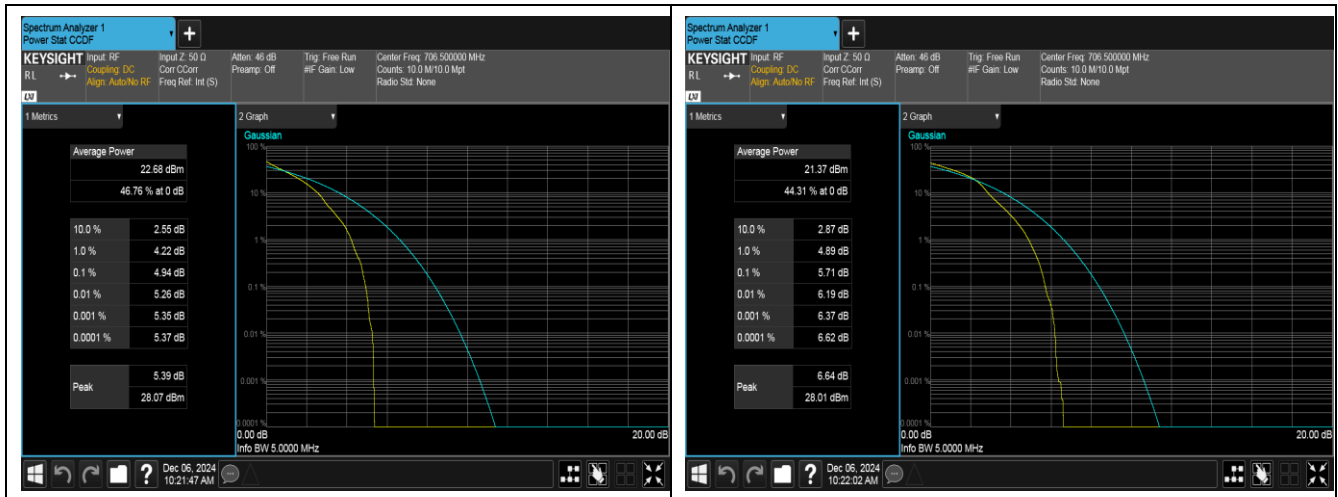 Spectrum Analyzer 1
Power Stat CCDF
+
KEYSIGHT
R L
LXI
Input: RF
Coupling: DC
Align: Auto/No RF
Input Z: 50 Ω
Corr CCorr
Freq Ref: Int (S)
Atten: 46 dB
Preamp: Off
Trig: Free Run
#IF Gain: Low
Center Freq: 706.500000 MHz
Counts: 10.0 M/10.0 Mpt
Radio Std: None
1 Metrics
Average Power
22.68 dBm
46.76 % at 0 dB
10.0 % 2.55 dB
1.0 % 4.22 dB
0.1 % 4.94 dB
0.01 % 5.26 dB
0.001 % 5.35 dB
0.0001 % 5.37 dB
Peak
5.39 dB
28.07 dBm
2 Graph
Gaussian
100 %
10 %
1 %
0.1 %
0.01 %
0.001 %
0.0001 %
0.00 dB 20.00 dB
Info BW 5.0000 MHz
?
Dec 06, 2024
10:21:47 AM
Spectrum Analyzer 1
Power Stat CCDF
+
KEYSIGHT
R L
LXI
Input: RF
Coupling: DC
Align: Auto/No RF
Input Z: 50 Ω
Corr CCorr
Freq Ref: Int (S)
Atten: 46 dB
Preamp: Off
Trig: Free Run
#IF Gain: Low
Center Freq: 706.500000 MHz
Counts: 10.0 M/10.0 Mpt
Radio Std: None
1 Metrics
Average Power
21.37 dBm
44.31 % at 0 dB
10.0 % 2.87 dB
1.0 % 4.89 dB
0.1 % 5.71 dB
0.01 % 6.19 dB
0.001 % 6.37 dB
0.0001 % 6.62 dB
Peak
6.64 dB
28.01 dBm
2 Graph
Gaussian
100 %
10 %
1 %
0.1 %
0.01 %
0.001 %
0.0001 %
0.00 dB 20.00 dB
Info BW 5.0000 MHz
?
Dec 06, 2024
10:22:02 AM